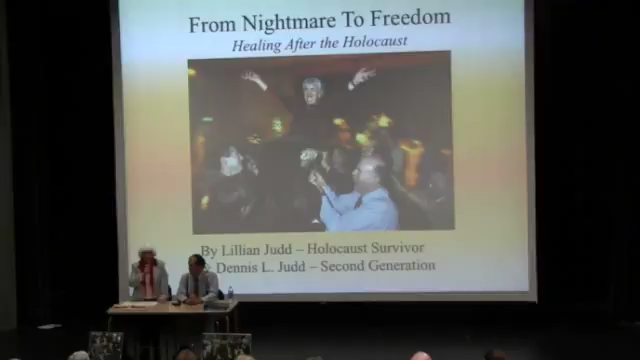 From Nightmare To Freedom
Healing After the Holocaust
By Lillian Judd – Holocaust Survivor
Dennis L. Judd – Second Generation